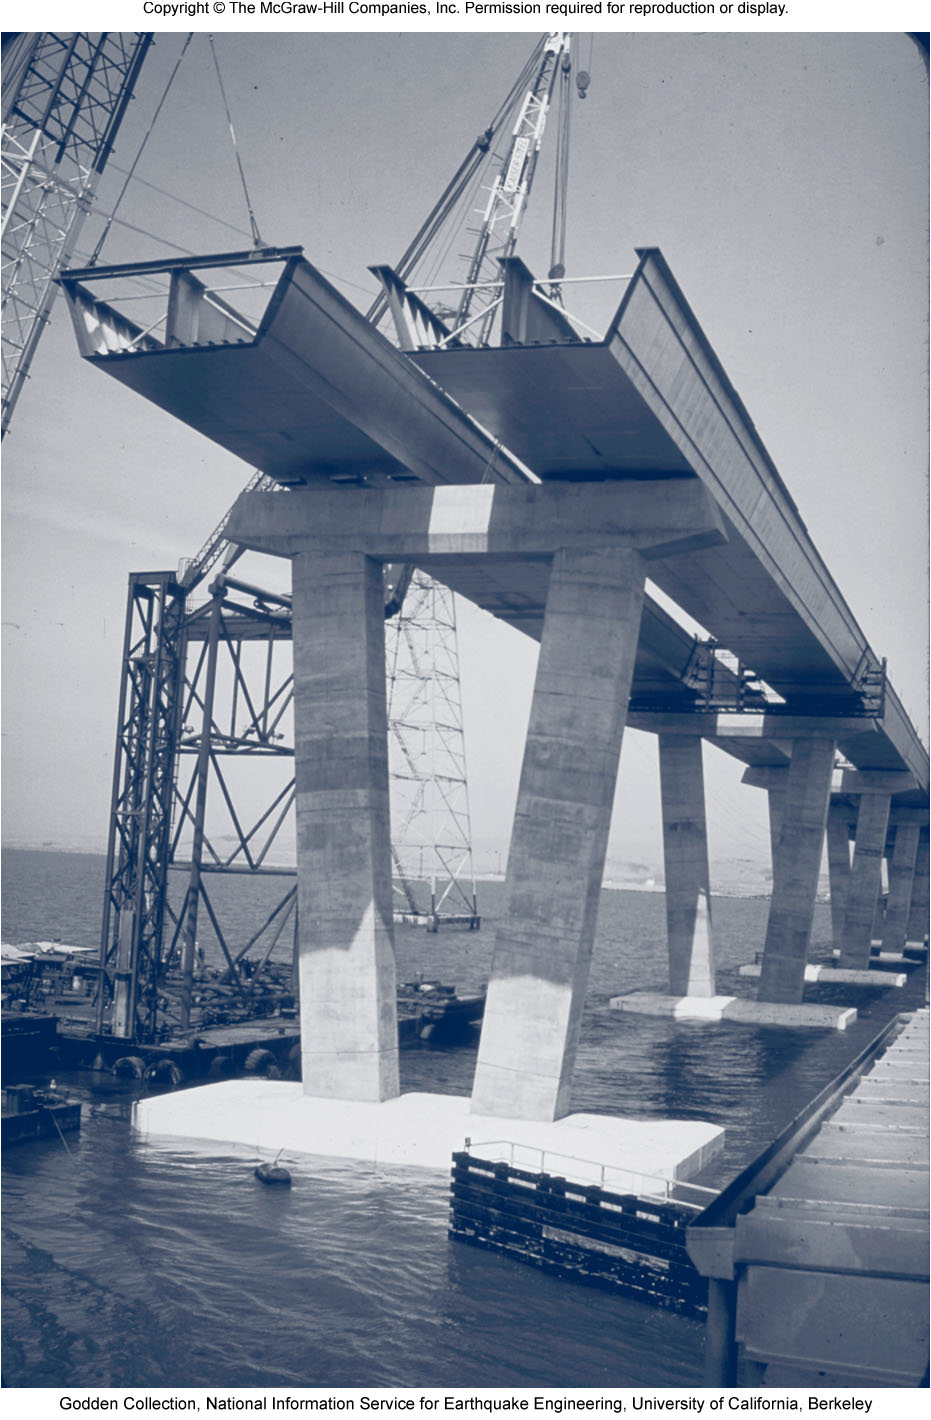 Copyright © The McGraw-Hill Companies, Inc. Permission required for reproduction or display.
Godden Collection, National Information Service for Earthquake Engineering, University of California, Berkeley